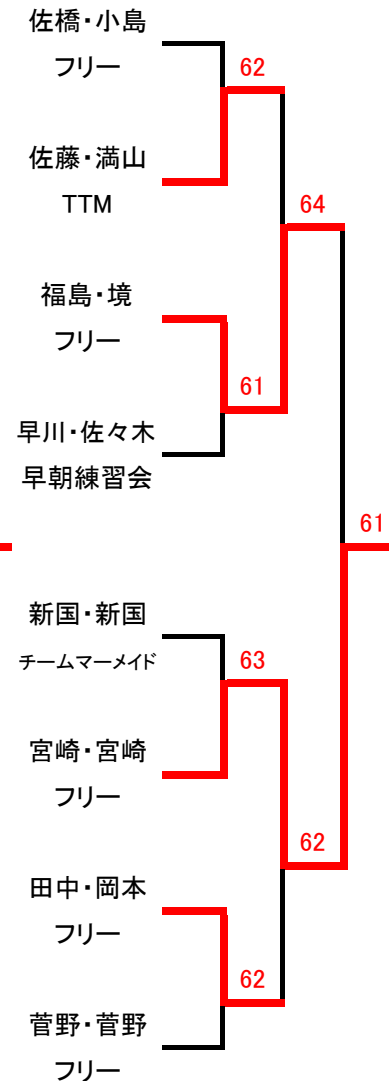 佐橋・小島
フリー
62
佐藤・満山
TTM
64
福島・境
フリー
61
早川・佐々木
早朝練習会
61
新国・新国
チームマーメイド
63
宮崎・宮崎
フリー
62
田中・岡本
フリー
62
菅野・菅野
フリー